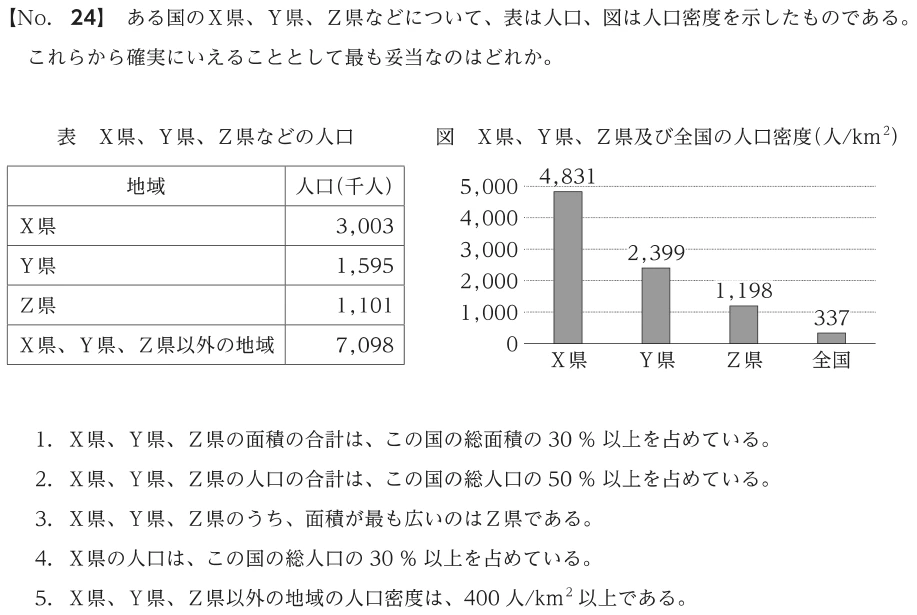 【No. 24】 ある国のX県、Y県、Z県などについて、表は人口、図は人口密度を示したものである。
これらから確実にいえることとして最も妥当なのはどれか。
表 X県、Y県、Z県などの人口
地域 人口(千人)
X県 3,003
Y県 1,595
Z県 1,101
X県、Y県、Z県以外の地域 7,098
図 X県、Y県、Z県及び全国の人口密度(人/km²)
5,000
4,000
3,000
2,000
1,000
0
4,831
2,399
1,198
337
X県 Y県 Z県 全国
1. X県、Y県、Z県の面積の合計は、この国の総面積の 30 % 以上を占めている。
2. X県、Y県、Z県の人口の合計は、この国の総人口の 50 % 以上を占めている。
3. X県、Y県、Z県のうち、面積が最も広いのはZ県である。
4. X県の人口は、この国の総人口の 30 % 以上を占めている。
5. X県、Y県、Z県以外の地域の人口密度は、400 人/km² 以上である。